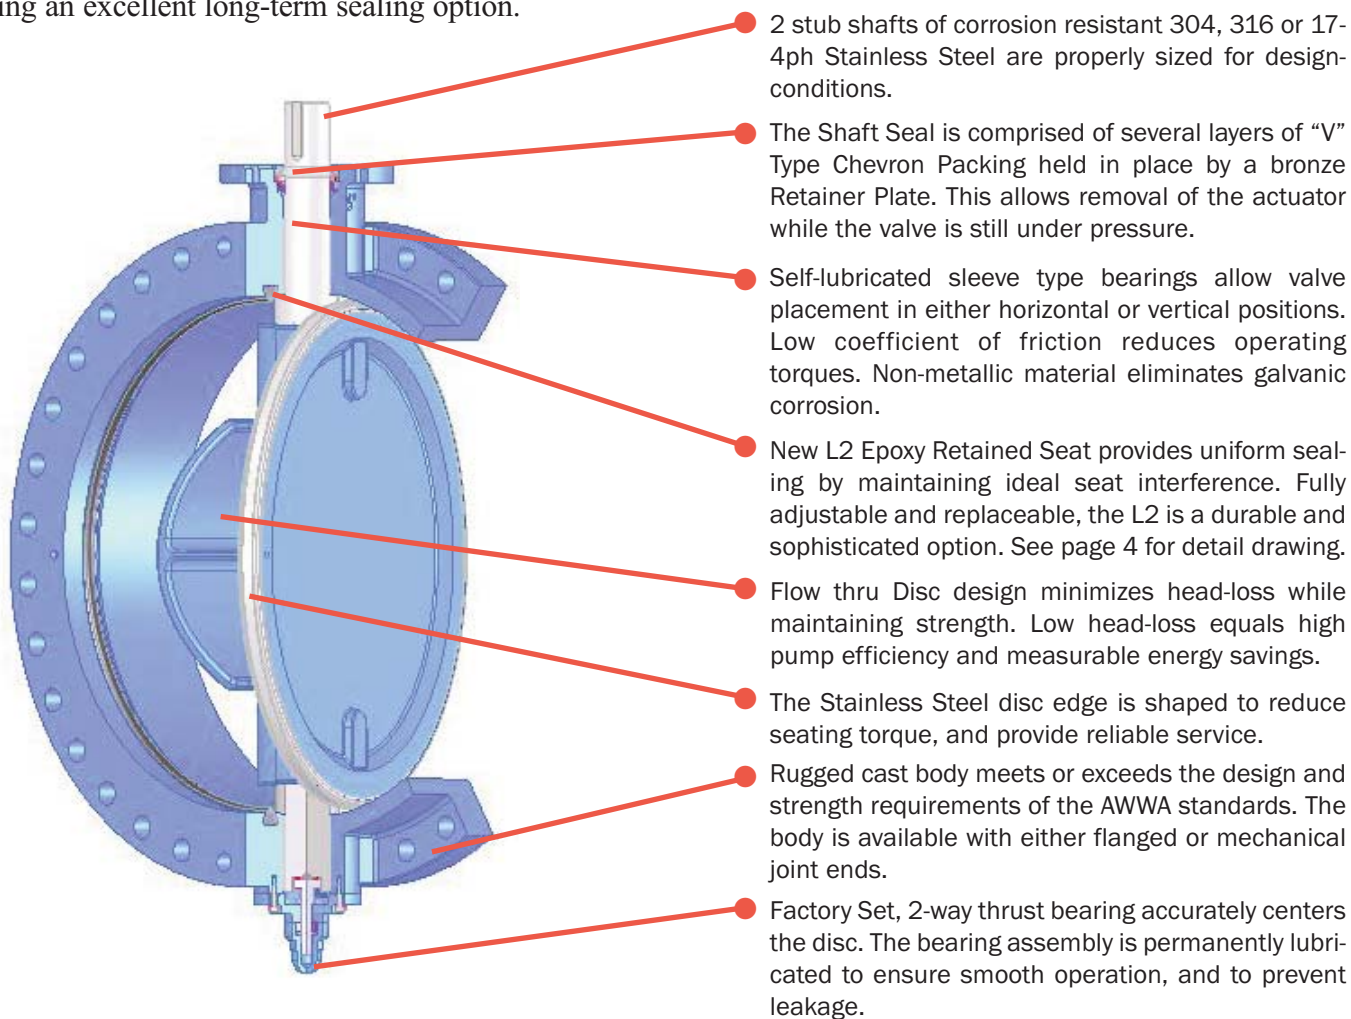 ing an excellent long-term sealing option.
2 stub shafts of corrosion resistant 304, 316 or 17-
4ph Stainless Steel are properly sized for design-
conditions.
The Shaft Seal is comprised of several layers of “V”
Type Chevron Packing held in place by a bronze
Retainer Plate. This allows removal of the actuator
while the valve is still under pressure.
Self-lubricated sleeve type bearings allow valve
placement in either horizontal or vertical positions.
Low coefficient of friction reduces operating
torques. Non-metallic material eliminates galvanic
corrosion.
New L2 Epoxy Retained Seat provides uniform seal-
ing by maintaining ideal seat interference. Fully
adjustable and replaceable, the L2 is a durable and
sophisticated option. See page 4 for detail drawing.
Flow thru Disc design minimizes head-loss while
maintaining strength. Low head-loss equals high
pump efficiency and measurable energy savings.
The Stainless Steel disc edge is shaped to reduce
seating torque, and provide reliable service.
Rugged cast body meets or exceeds the design and
strength requirements of the AWWA standards. The
body is available with either flanged or mechanical
joint ends.
Factory Set, 2-way thrust bearing accurately centers
the disc. The bearing assembly is permanently lubri-
cated to ensure smooth operation, and to prevent
leakage.